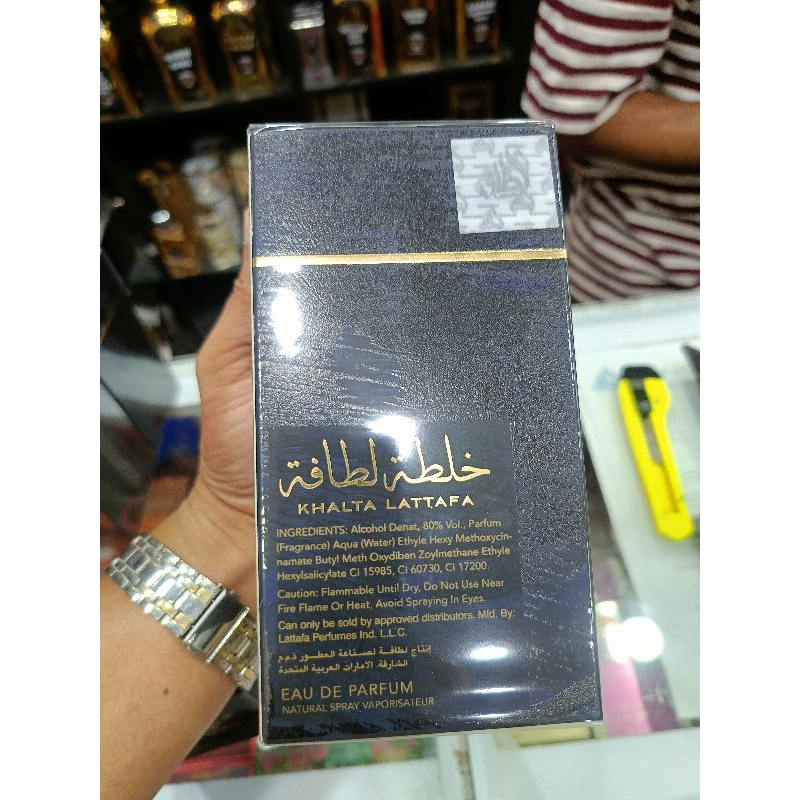 خلطة لطافة
KHALTA LATTAFA
INGREDIENTS: Alcohol Denat, 80% Vol., Parfum
(Fragrance) Aqua (Water) Ethyle Hexy Methoxycin-
namate Butyl Meth Oxydiben Zoylmethane Ethyle
Hexylsalicylate CI 15985, CI 60730, CI 17200.
Caution: Flammable Until Dry, Do Not Use Near
Fire Flame Or Heat, Avoid Spraying In Eyes.
Can only be sold by approved distributors. Mfd. By:
Lattafa Perfumes Ind. L.L.C.
إنتاج لطافة لصناعة العطور ذ.م.م
الشارقة، الامارات العربية المتحدة
EAU DE PARFUM
NATURAL SPRAY VAPORISATEUR